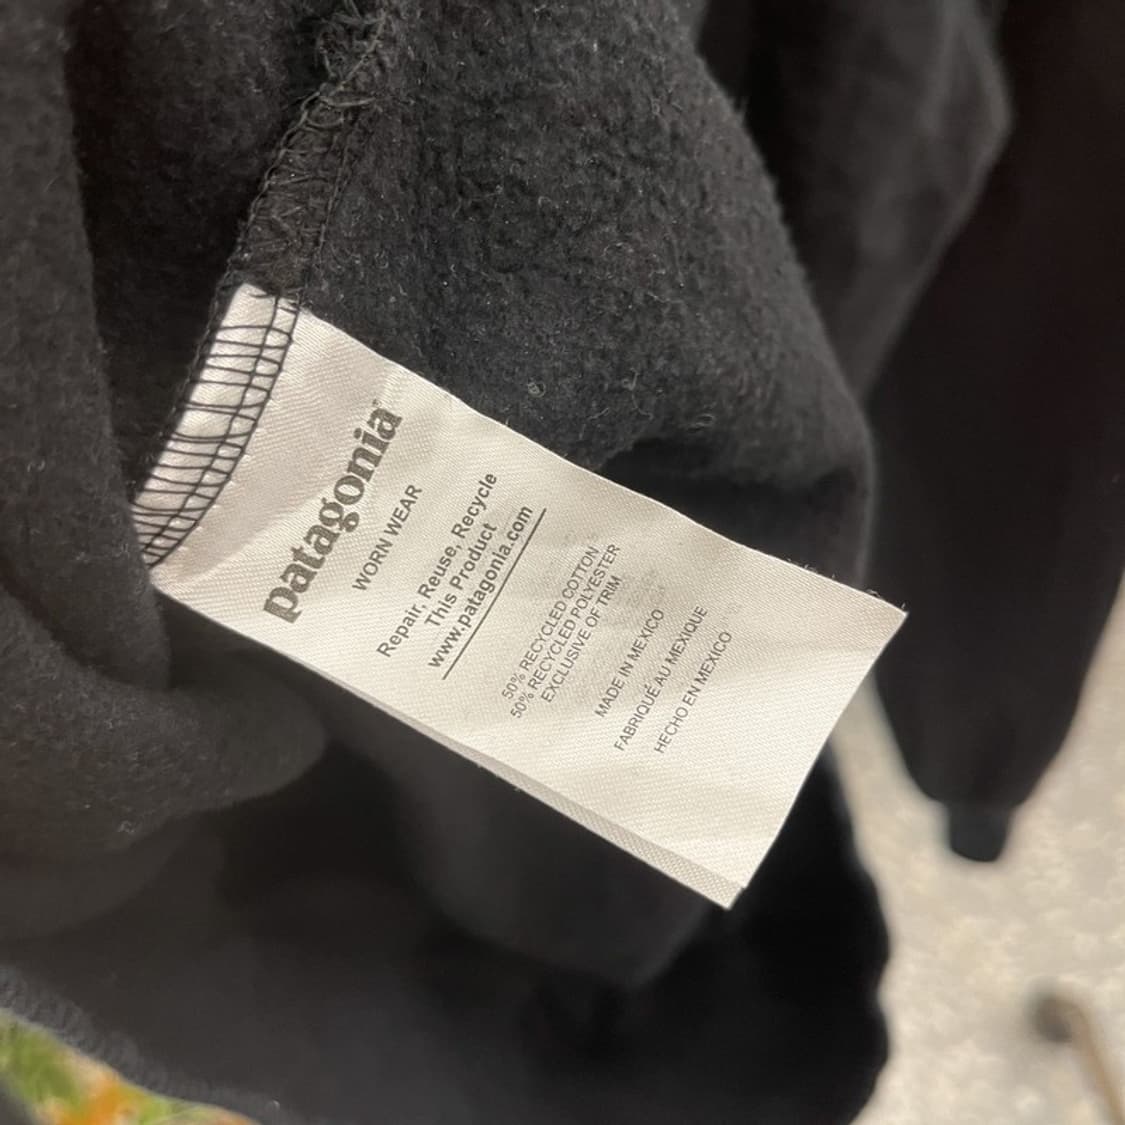 patagonia
WORN WEAR
Repair, Reuse, Recycle
This Product
www.patagonia.com
50% RECYCLED COTTON
50% RECYCLED POLYESTER
EXCLUSIVE OF TRIM
MADE IN MEXICO
FABRIQUÉ AU MEXIQUE
HECHO EN MEXICO